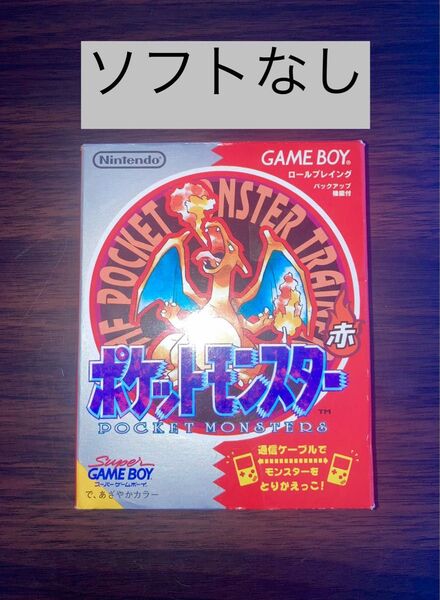 ソフトなし
Nintendo
GAME BOY®
ロールプレイング
バックアップ
機能付
THE POCKET MONSTER TRAINER
赤
ポケットモンスター
TM
POCKET MONSTERS
Super
GAME BOY
スーパーゲームボーイ
で、あざやかカラー
通信ケーブルで
モンスターを
とりかえっこ!